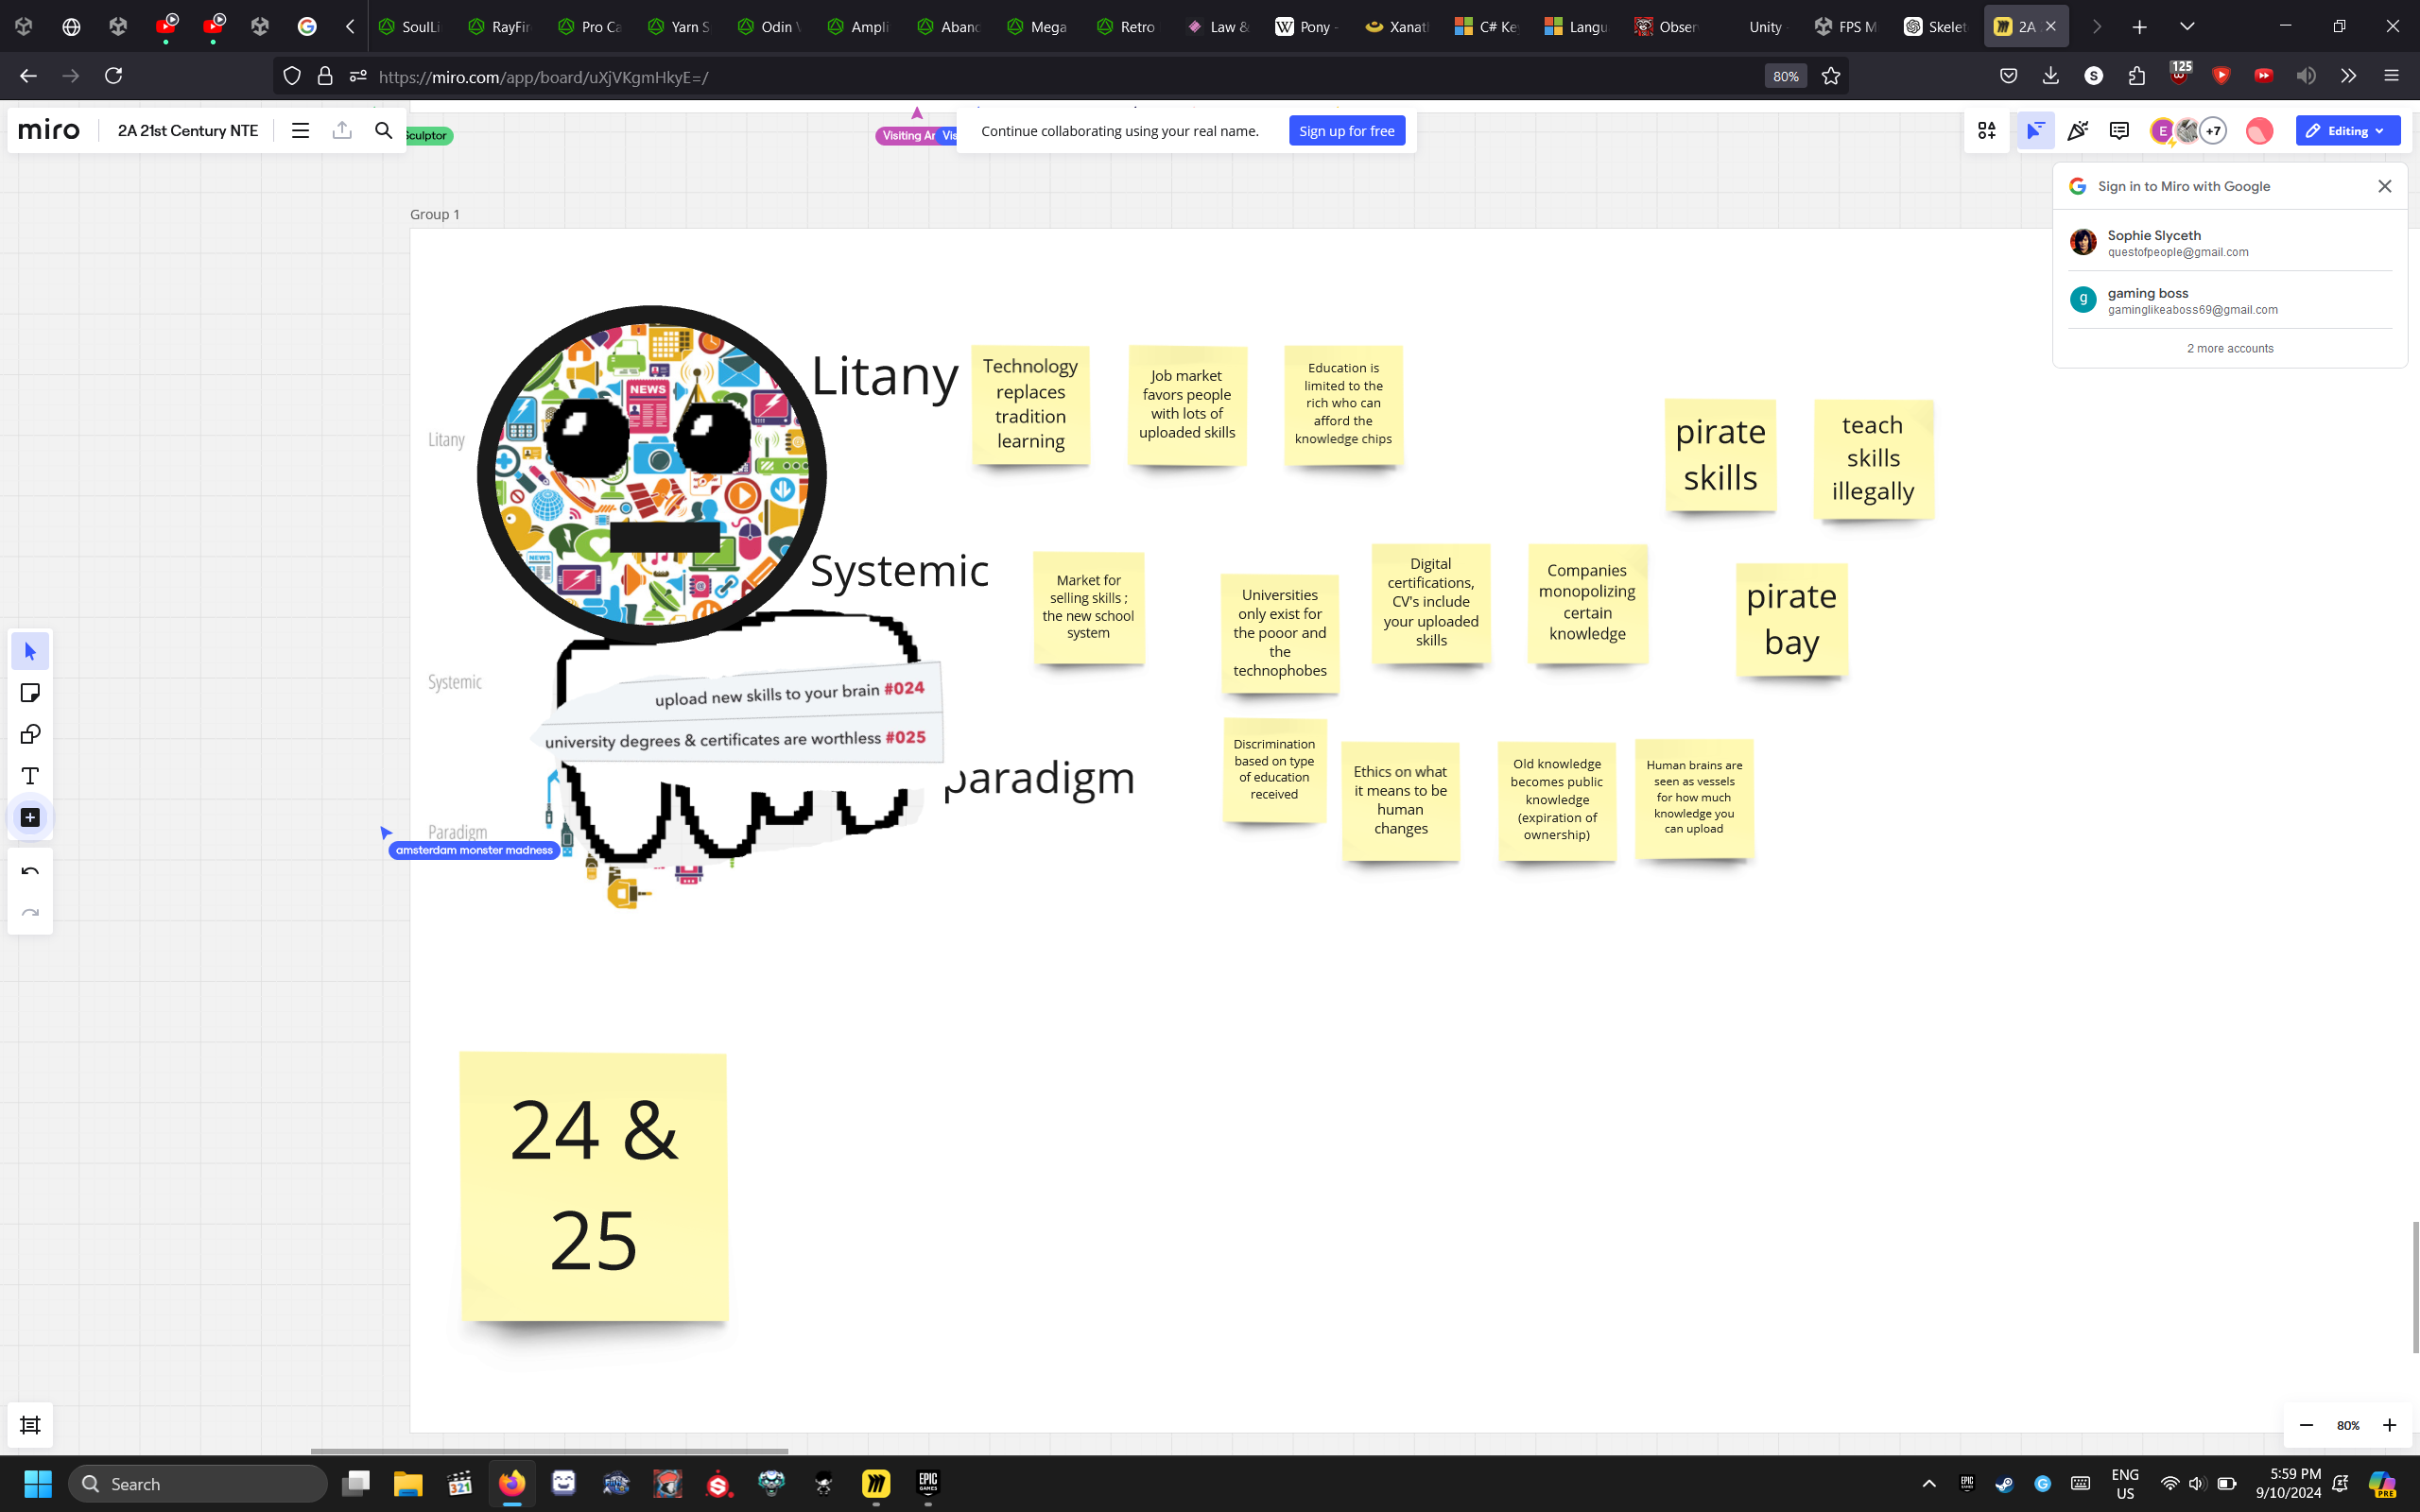 SoulLi
RayFir
Pro Ca
Yarn S
Odin V
Ampli
Aband
Mega
Retro
Law &
Pony -
Xanat
C# Ke
Langu
Obser
Unity
FPS M
Skelet
2A
https://miro.com/app/board/uXjVKgmHkyE=/
80%
125
miro
2A 21st Century NTE
Sculptor
Visiting Ar
Vis
Continue collaborating using your real name.
Sign up for free
E
+7
Editing
Sign in to Miro with Google
Sophie Slyceth
questofpeople@gmail.com
g
gaming boss
gaminglikeaboss69@gmail.com
2 more accounts
Group 1
Litany
Litany
NEWS
NEWS
Technology
replaces
tradition
learning
Job market
favors people
with lots of
uploaded skills
Education is
limited to the
rich who can
afford the
knowledge chips
pirate
skills
teach
skills
illegally
Systemic
Systemic
Market for
selling skills ;
the new school
system
Universities
only exist for
the pooor and
the
technophobes
Digital
certifications,
CV's include
your uploaded
skills
Companies
monopolizing
certain
knowledge
pirate
bay
upload new skills to your brain #024
university degrees & certificates are worthless #025
paradigm
Paradigm
amsterdam monster madness
Discrimination
based on type
of education
received
Ethics on what
it means to be
human
changes
Old knowledge
becomes public
knowledge
(expiration of
ownership)
Human brains are
seen as vessels
for how much
knowledge you
can upload
24 &
25
80%
Search
321
EPIC
GAMES
ENG
US
5:59 PM
9/10/2024
PRE